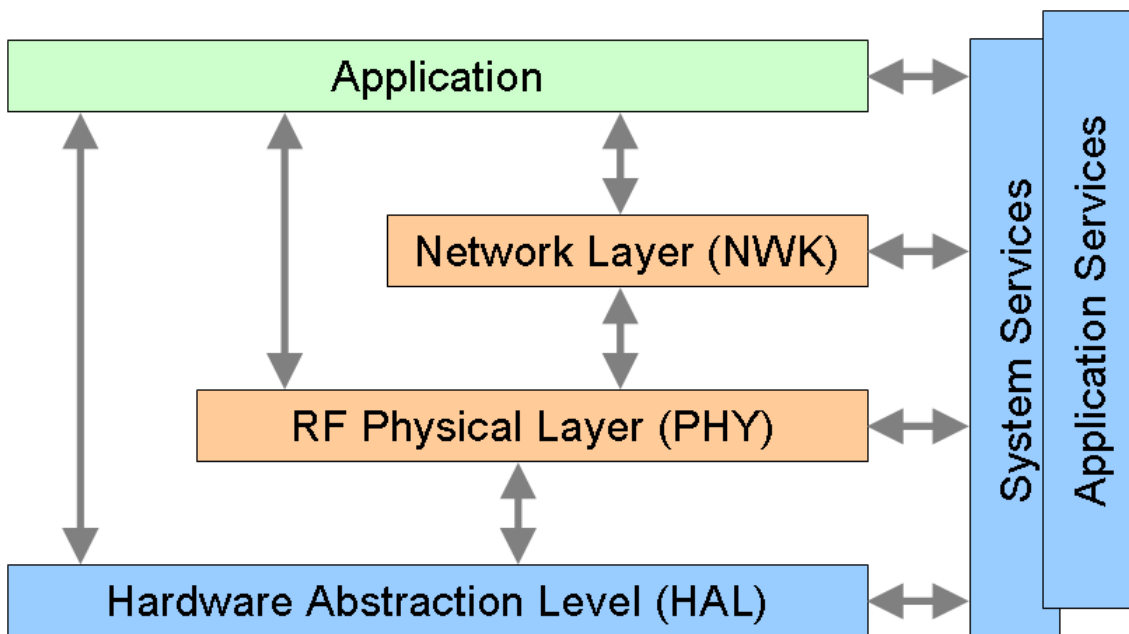 Application
Network Layer (NWK)
RF Physical Layer (PHY)
Hardware Abstraction Level (HAL)
System Services
Application Services